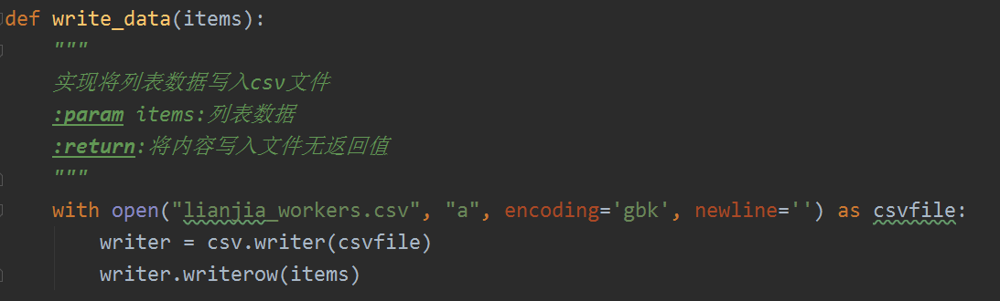 def write_data(items):
    """
    实现将列表数据写入csv文件
    :param items:列表数据
    :return:将内容写入文件无返回值
    """
    with open("lianjia_workers.csv", "a", encoding='gbk', newline='') as csvfile:
        writer = csv.writer(csvfile)
        writer.writerow(items)